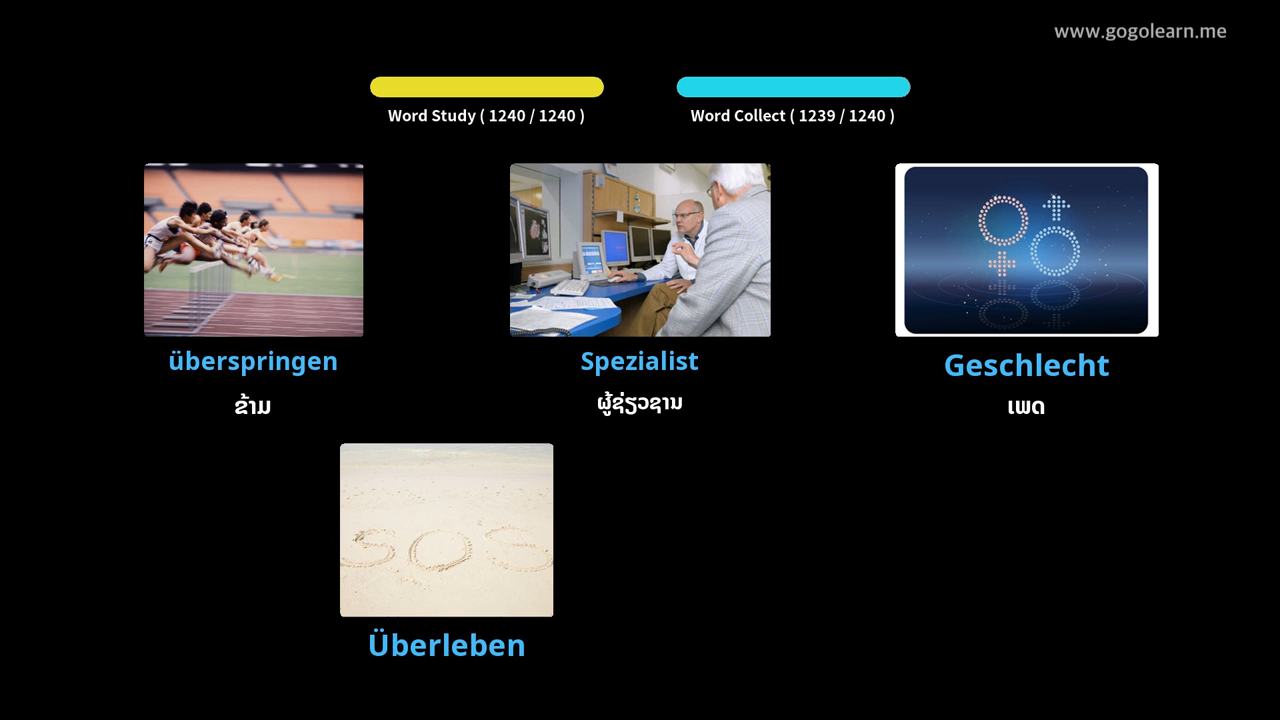 www.gogolearn.me
Word Study ( 1240 / 1240 )
Word Collect ( 1239 / 1240 )
überspringen
Spezialist
Geschlecht
ຂ້າມ
ຜູ້ຊ່ຽວຊານ
ເພດ
SOS
Überleben